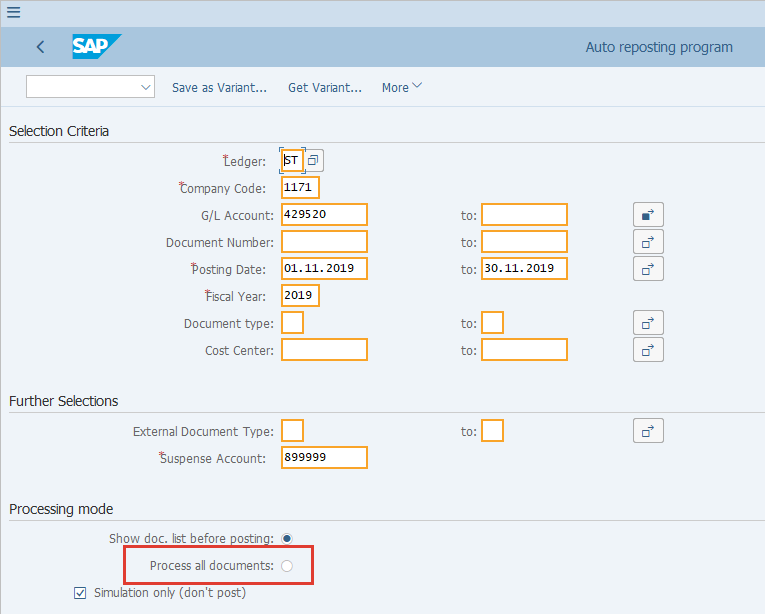 SAP Auto reposting program
Save as Variant... Get Variant... More
Selection Criteria
*Ledger: ST
*Company Code: 1171
G/L Account: 429520 to:
Document Number: to:
*Posting Date: 01.11.2019 to: 30.11.2019
*Fiscal Year: 2019
Document type: to:
Cost Center: to:
Further Selections
External Document Type: to:
*Suspense Account: 899999
Processing mode
Show doc. list before posting:
Process all documents:
Simulation only (don't post)